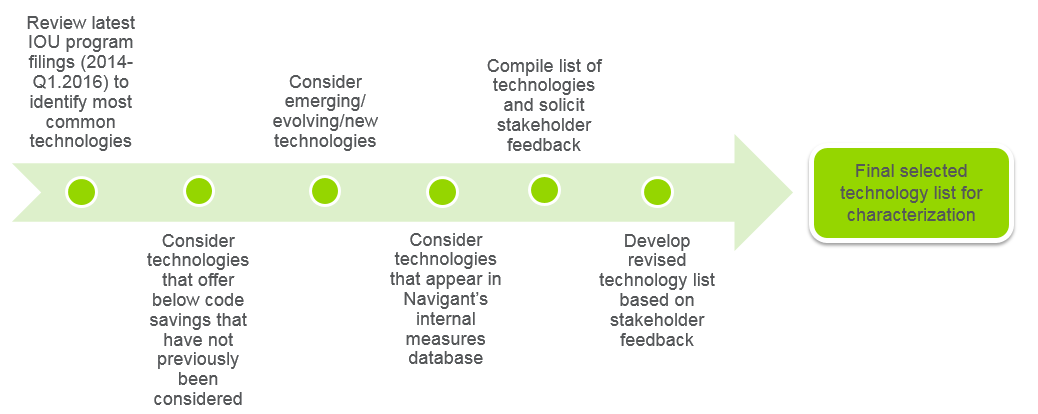 Review latest
IOU program
filings (2014-
Q1.2016) to
identify most
common
technologies
Consider
technologies
that offer
below code
savings that
have not
previously
been
considered
Consider
emerging/
evolving/new
technologies
Consider
technologies
that appear in
Navigant's
internal
measures
database
Compile list of
technologies
and solicit
stakeholder
feedback
Develop
revised
technology list
based on
stakeholder
feedback
Final selected
technology list for
characterization